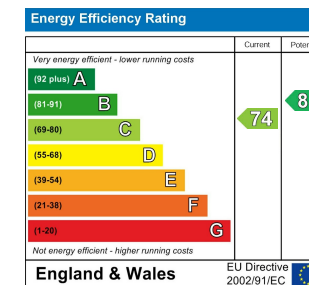 Energy Efficiency Rating
Current
Very energy efficient - lower running costs
(92 plus) A
(81-91) B
(69-80) C
74
(55-68) D
(39-54) E
(21-38) F
(1-20) G
Not energy efficient - higher running costs
England & Wales
EU Directive
2002/91/EC